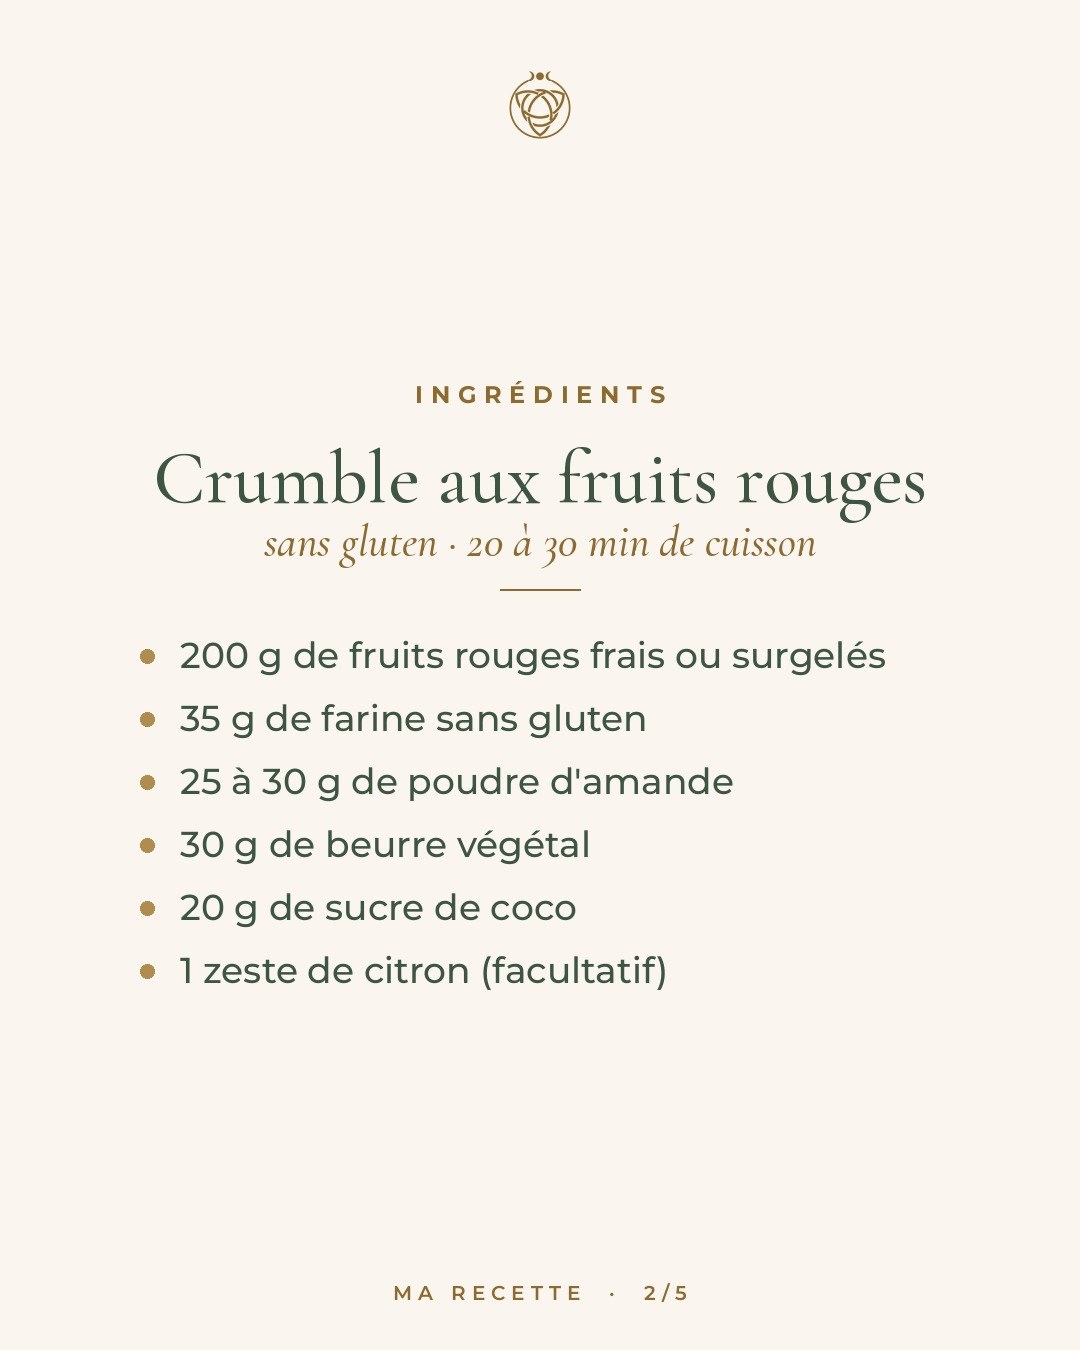 INGRÉDIENTS
Crumble aux fruits rouges
sans gluten · 20 à 30 min de cuisson
200 g de fruits rouges frais ou surgelés
35 g de farine sans gluten
25 à 30 g de poudre d'amande
30 g de beurre végétal
20 g de sucre de coco
1 zeste de citron (facultatif)
MA RECETTE · 2/5